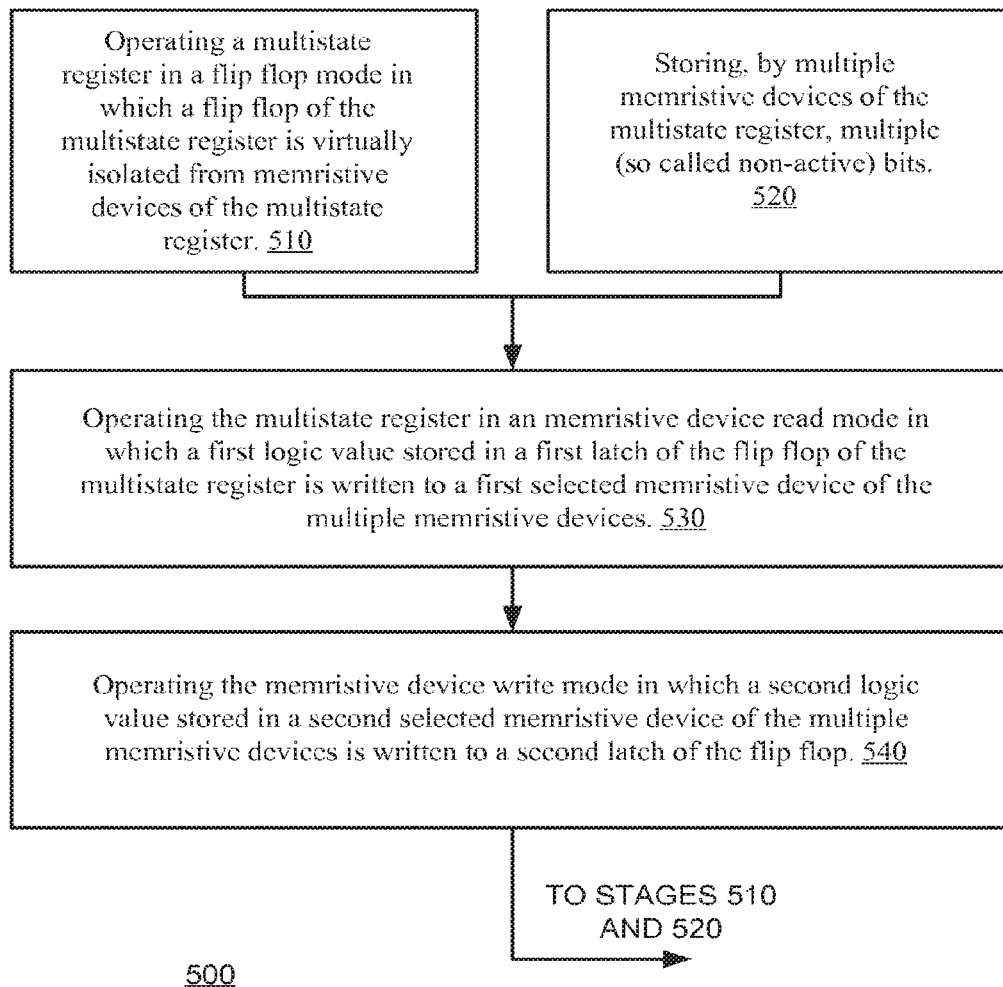 Operating a multistate
register in a flip flop mode in
which a flip flop of the
multistate register is virtually
isolated from memristive
devices of the multistate
register. 510
Storing, by multiple
memristive devices of the
multistate register, multiple
(so called non-active) bits.
520
Operating the multistate register in an memristive device read mode in
which a first logic value stored in a first latch of the flip flop of the
multistate register is written to a first selected memristive device of the
multiple memristive devices. 530
Operating the memristive device write mode in which a second logic
value stored in a second selected memristive device of the multiple
memristive devices is written to a second latch of the flip flop. 540
TO STAGES 510
AND 520
500